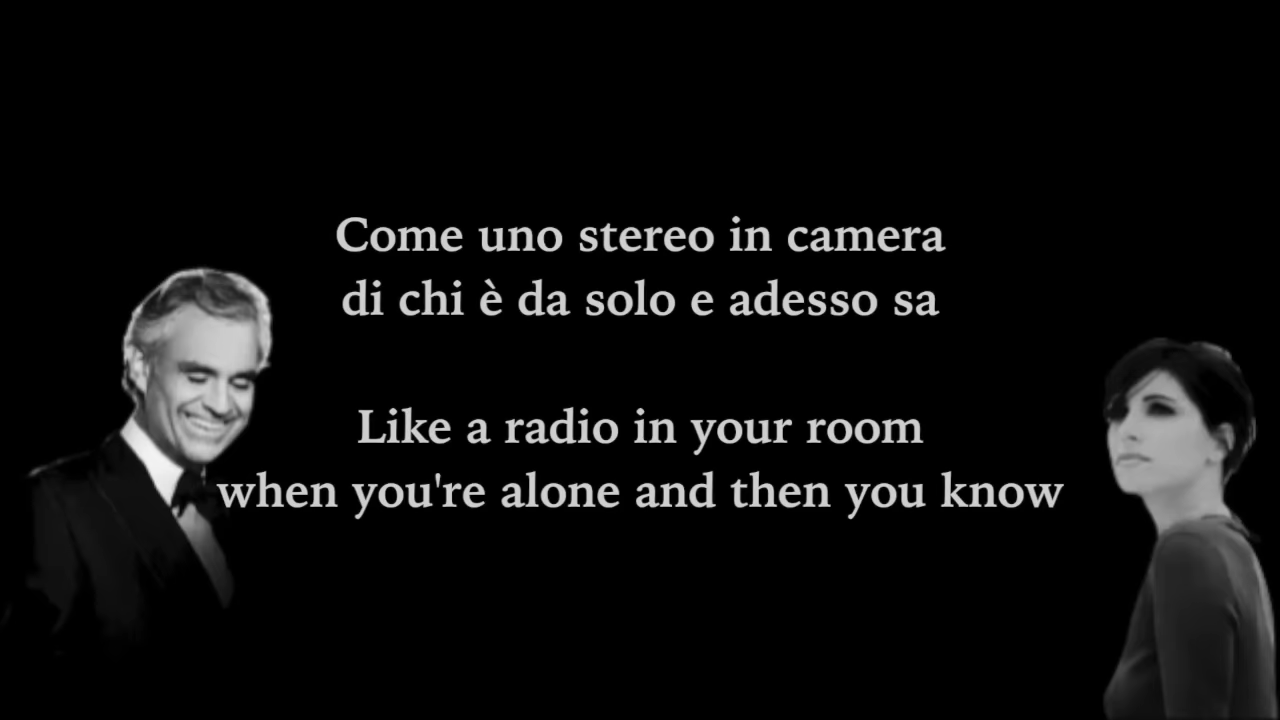 Come uno stereo in camera
di chi è da solo e adesso sa
Like a radio in your room
when you're alone and then you know